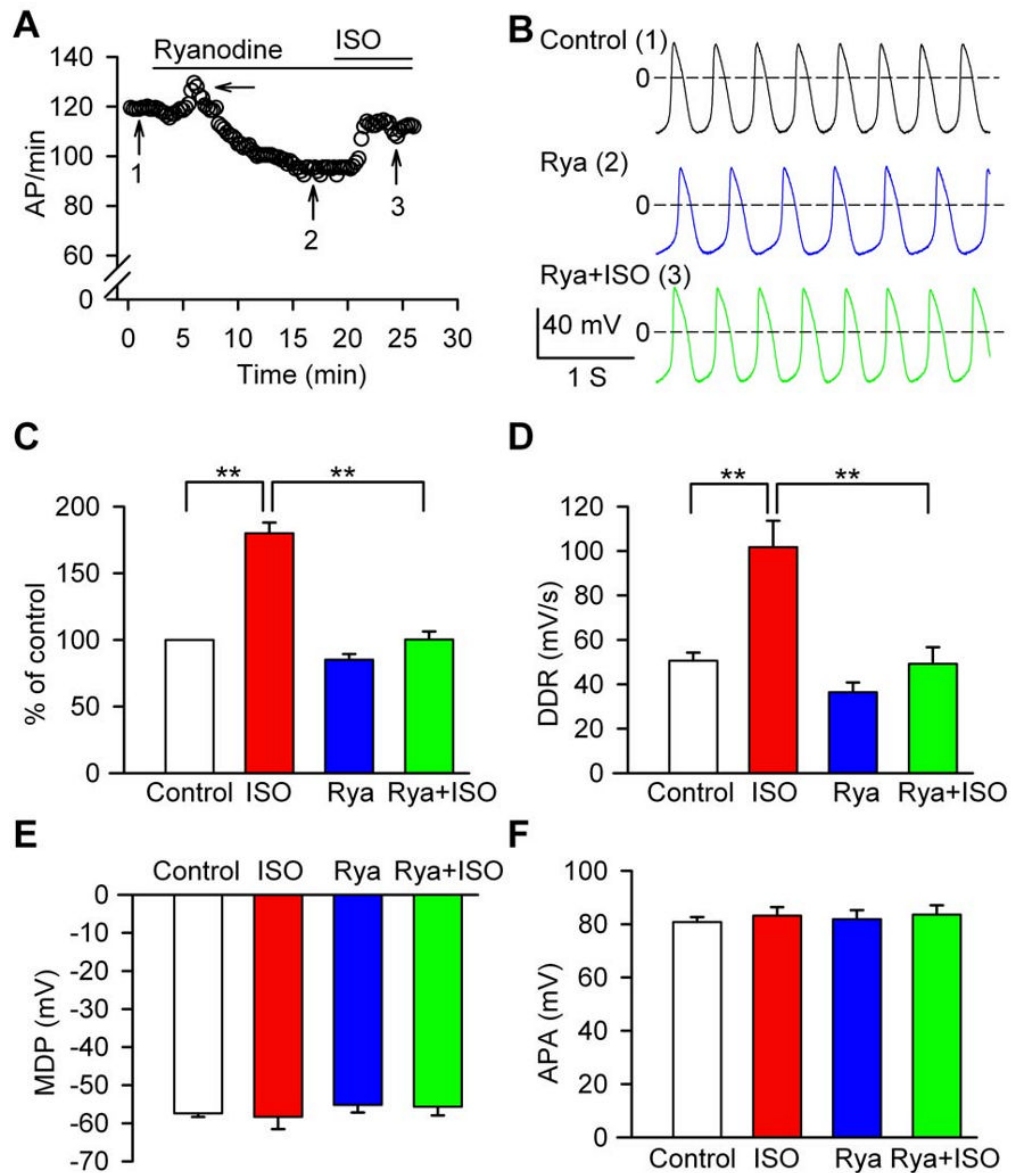 A
Ryanodine
ISO
140
120
100
80
60
0
AP/min
1
2
3
0 5 10 15 20 25 30
Time (min)
B
Control (1)
0
Rya (2)
0
Rya+ISO (3)
0
40 mV
1 S
C
** **
200
150
100
50
0
% of control
Control ISO Rya Rya+ISO
D
** **
120
100
80
60
40
20
0
DDR (mV/s)
Control ISO Rya Rya+ISO
E
Control ISO Rya Rya+ISO
0
-10
-20
-30
-40
-50
-60
-70
MDP (mV)
F
100
80
60
40
20
0
APA (mV)
Control ISO Rya Rya+ISO